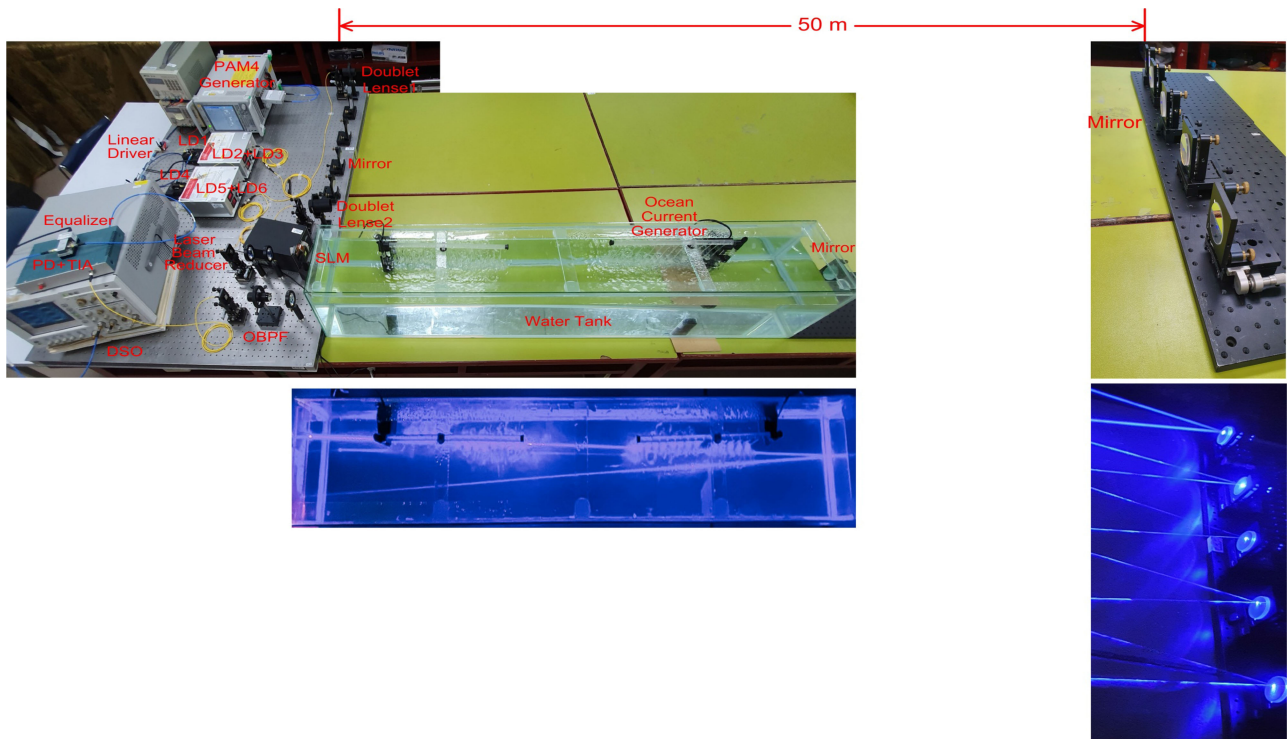 50 m
PAM4
Generator
Doublet
Lense1
Linear
Driver
LD1
LD2+LD3
Mirror
LD4
LD5+LD6
Doublet
Lense2
Equalizer
Laser
Beam
Reducer
PD+TIA
SLM
Ocean
Current
Generator
Mirror
Water Tank
OBPF
DSO
Mirror